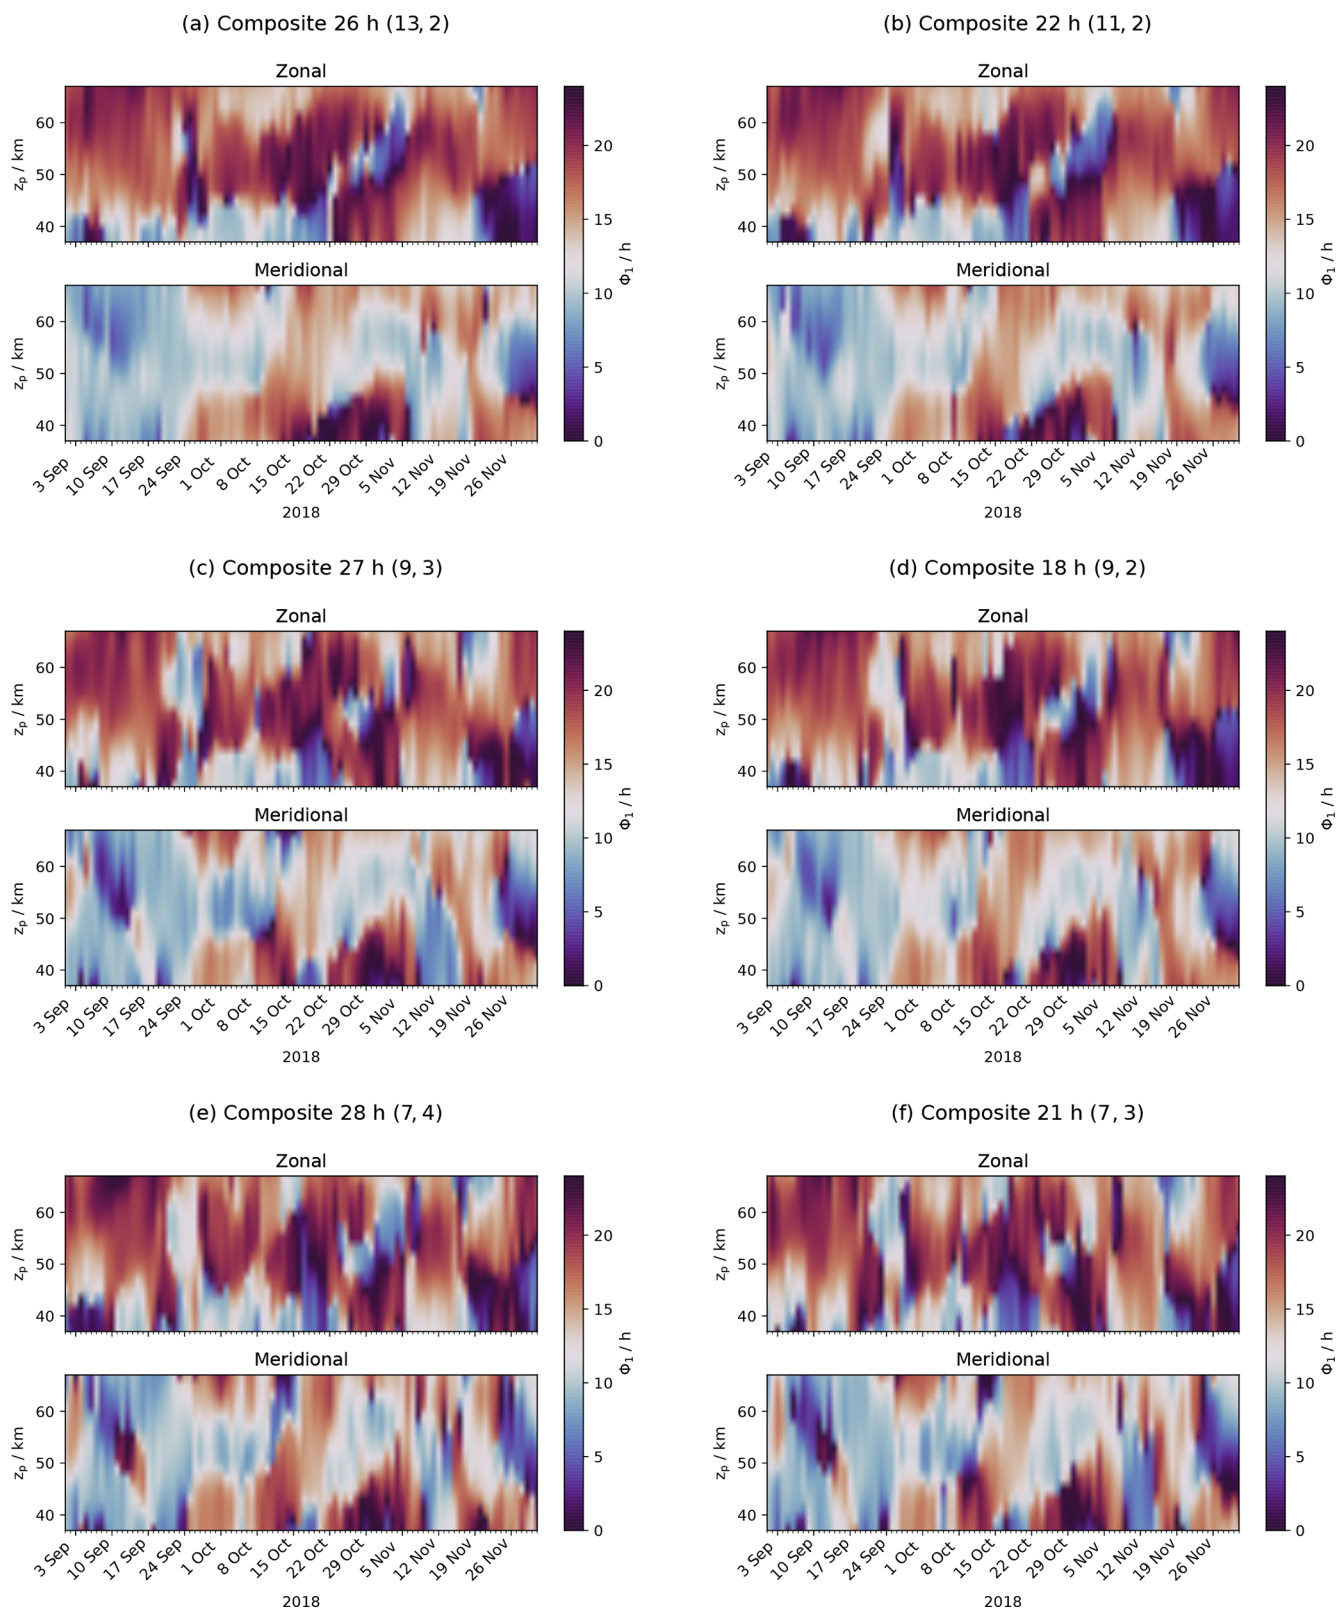 (a) Composite 26 h (13, 2)
Zonal
z_p / km
60
50
40
Meridional
z_p / km
60
50
40
3 Sep 10 Sep 17 Sep 24 Sep 1 Oct 8 Oct 15 Oct 22 Oct 29 Oct 5 Nov 12 Nov 19 Nov 26 Nov
2018
20
15
10
5
0
Φ_1 / h
(b) Composite 22 h (11, 2)
Zonal
z_p / km
60
50
40
Meridional
z_p / km
60
50
40
3 Sep 10 Sep 17 Sep 24 Sep 1 Oct 8 Oct 15 Oct 22 Oct 29 Oct 5 Nov 12 Nov 19 Nov 26 Nov
2018
20
15
10
5
0
Φ_1 / h
(c) Composite 27 h (9, 3)
Zonal
z_p / km
60
50
40
Meridional
z_p / km
60
50
40
3 Sep 10 Sep 17 Sep 24 Sep 1 Oct 8 Oct 15 Oct 22 Oct 29 Oct 5 Nov 12 Nov 19 Nov 26 Nov
2018
20
15
10
5
0
Φ_1 / h
(d) Composite 18 h (9, 2)
Zonal
z_p / km
60
50
40
Meridional
z_p / km
60
50
40
3 Sep 10 Sep 17 Sep 24 Sep 1 Oct 8 Oct 15 Oct 22 Oct 29 Oct 5 Nov 12 Nov 19 Nov 26 Nov
2018
20
15
10
5
0
Φ_1 / h
(e) Composite 28 h (7, 4)
Zonal
z_p / km
60
50
40
Meridional
z_p / km
60
50
40
3 Sep 10 Sep 17 Sep 24 Sep 1 Oct 8 Oct 15 Oct 22 Oct 29 Oct 5 Nov 12 Nov 19 Nov 26 Nov
2018
20
15
10
5
0
Φ_1 / h
(f) Composite 21 h (7, 3)
Zonal
z_p / km
60
50
40
Meridional
z_p / km
60
50
40
3 Sep 10 Sep 17 Sep 24 Sep 1 Oct 8 Oct 15 Oct 22 Oct 29 Oct 5 Nov 12 Nov 19 Nov 26 Nov
2018
20
15
10
5
0
Φ_1 / h